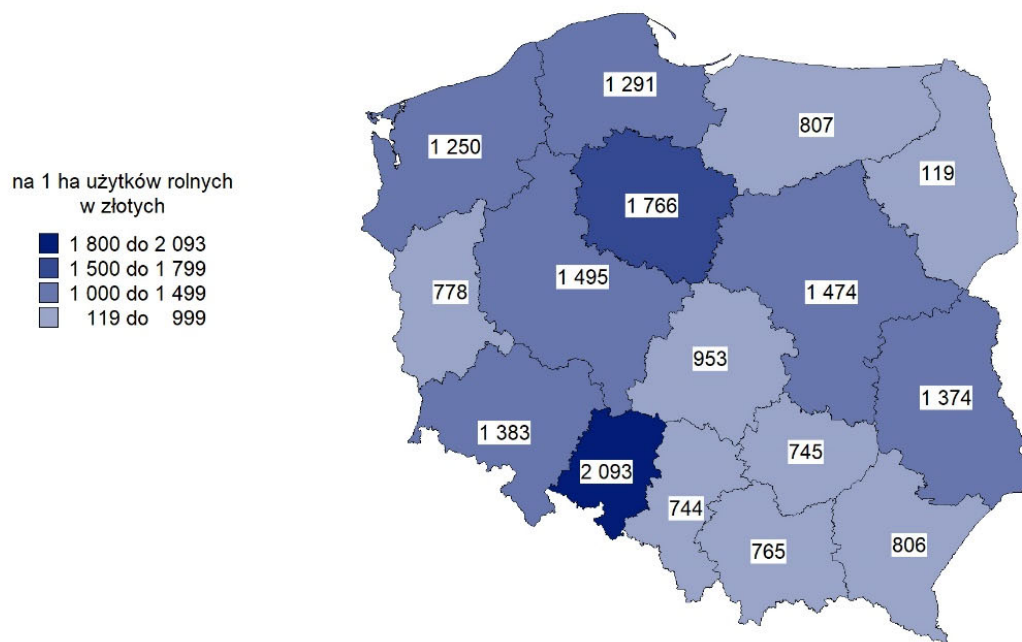 na 1 ha użytków rolnych
w złotych
1 800 do 2 093
1 500 do 1 799
1 000 do 1 499
119 do 999
1 291
807
1 250
119
1 766
1 495
778
1 474
953
1 374
1 383
745
2 093
744
806
765